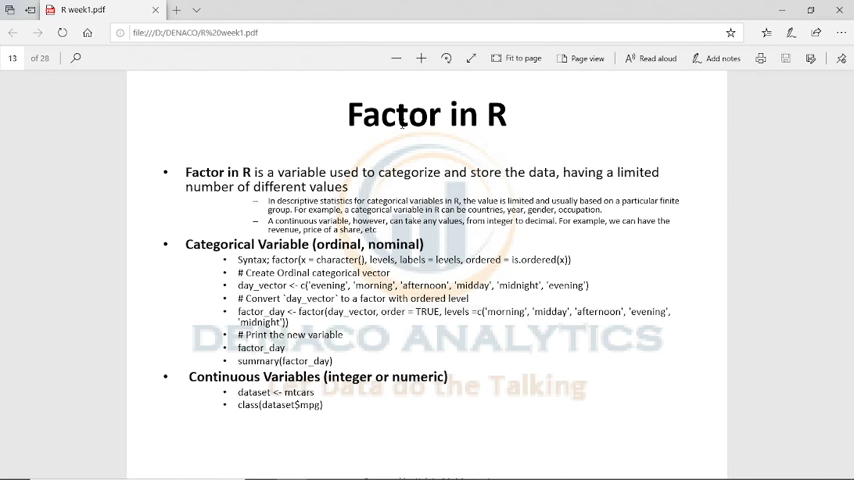 R week1.pdf
file:///D:/DENACO/R%20week1.pdf
13 of 28
Fit to page
Page view
Read aloud
Add notes
Factor in R
• Factor in R is a variable used to categorize and store the data, having a limited
number of different values
– In descriptive statistics for categorical variables in R, the value is limited and usually based on a particular finite
group. For example, a categorical variable in R can be countries, year, gender, occupation.
– A continuous variable, however, can take any values, from integer to decimal. For example, we can have the
revenue, price of a share, etc
• Categorical Variable (ordinal, nominal)
• Syntax; factor(x = character(), levels, labels = levels, ordered = is.ordered(x))
• # Create Ordinal categorical vector
• day_vector <- c('evening', 'morning', 'afternoon', 'midday', 'midnight', 'evening')
• # Convert `day_vector` to a factor with ordered level
• factor_day <- factor(day_vector, order = TRUE, levels =c('morning', 'midday', 'afternoon', 'evening',
'midnight'))
• # Print the new variable
• factor_day
• summary(factor_day)
DENACO ANALYTICS
• Continuous Variables (integer or numeric)
Let Data do the Talking
• dataset <- mtcars
• class(dataset$mpg)